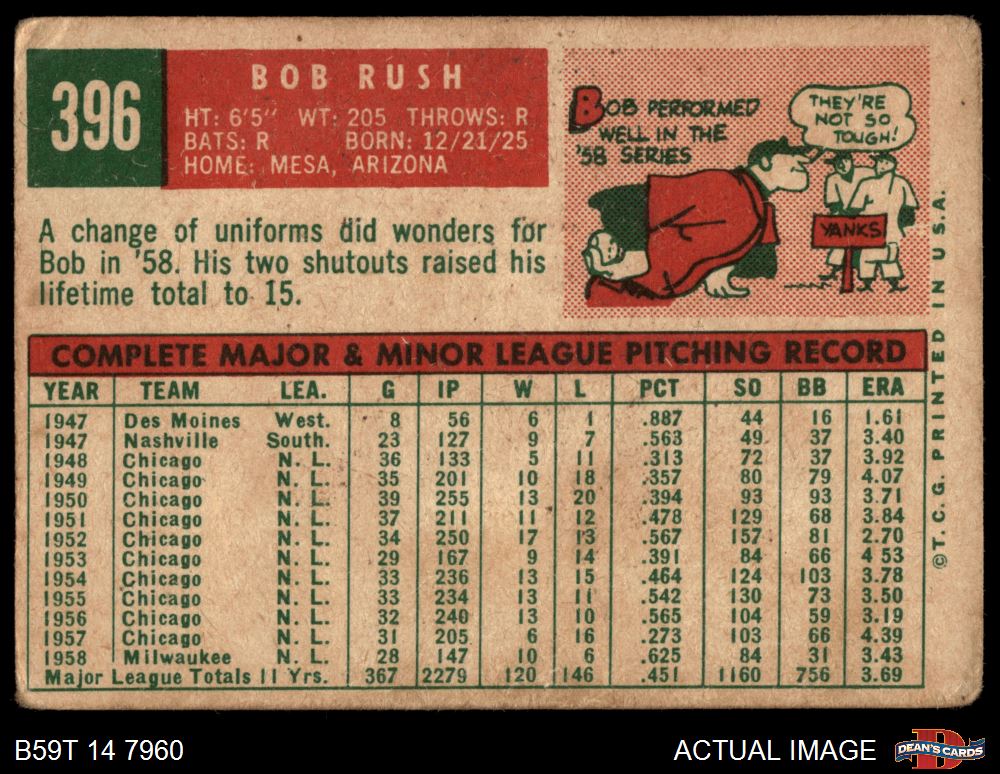 396
BOB RUSH
HT: 6'5" WT: 205 THROWS: R
BATS: R BORN: 12/21/25
HOME: MESA, ARIZONA
BOB PERFORMED
WELL IN THE
'58 SERIES
THEY'RE
NOT SO
TOUGH!
YANKS
A change of uniforms did wonders for
Bob in '58. His two shutouts raised his
lifetime total to 15.
COMPLETE MAJOR & MINOR LEAGUE PITCHING RECORD
YEAR TEAM LEA. G IP W L PCT SO BB ERA
1947 Des Moines West. 8 56 6 1 .887 44 16 1.61
1947 Nashville South. 23 127 9 7 .563 49 37 3.40
1948 Chicago N. L. 36 133 5 11 .313 72 37 3.92
1949 Chicago N. L. 35 201 10 18 .357 80 79 4.07
1950 Chicago N. L. 39 255 13 20 .394 93 93 3.71
1951 Chicago N. L. 37 211 11 12 .478 129 68 3.84
1952 Chicago N. L. 34 250 17 13 .567 157 81 2.70
1953 Chicago N. L. 29 167 9 14 .391 84 66 4 53
1954 Chicago N. L. 33 236 13 15 .464 124 103 3.78
1955 Chicago N. L. 33 234 13 11 .542 130 73 3.50
1956 Chicago N. L. 32 240 13 10 .565 104 59 3.19
1957 Chicago N. L. 31 205 6 16 .273 103 66 4.39
1958 Milwaukee N. L. 28 147 10 6 .625 84 31 3.43
Major League Totals 11 Yrs. 367 2279 120 146 .451 1160 756 3.69
©T. C. G. PRINTED IN U.S.A.
B59T 14 7960
ACTUAL IMAGE
DEAN'S CARDS